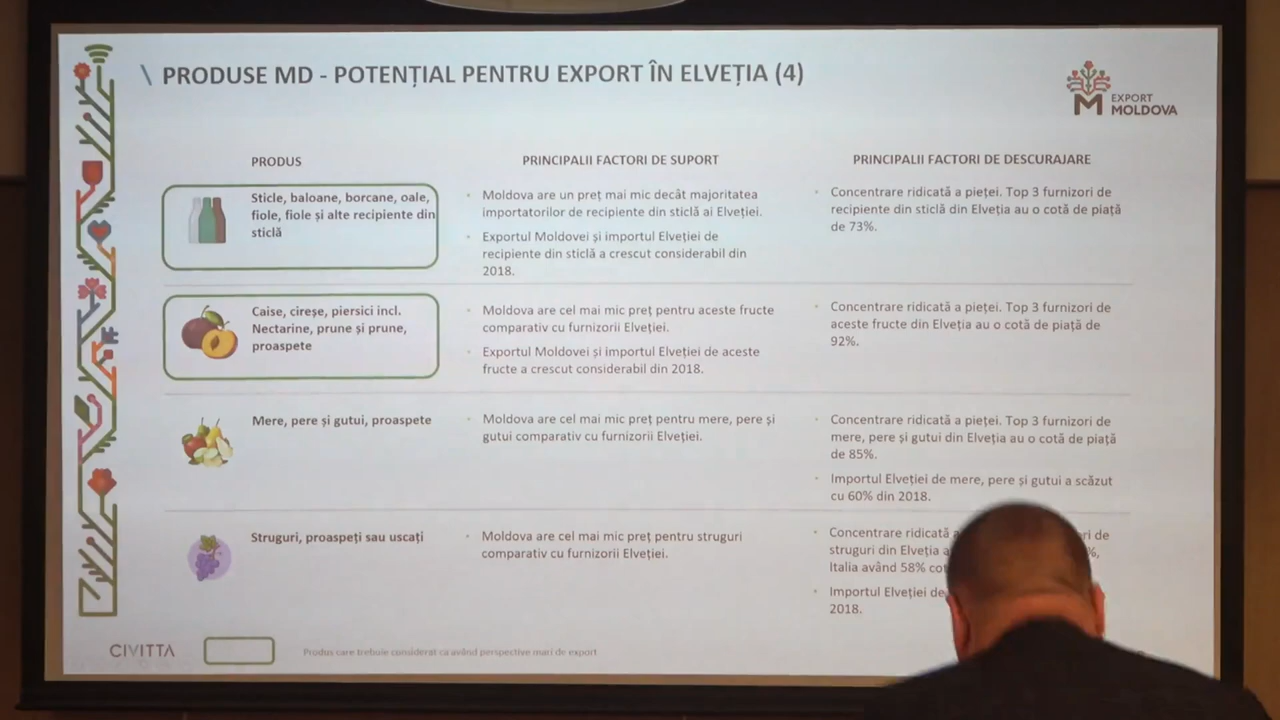 \ PRODUSE MD - POTENȚIAL PENTRU EXPORT ÎN ELVEȚIA (4)
EXPORT
MOLDOVA
PRODUS
PRINCIPALII FACTORI DE SUPORT
PRINCIPALII FACTORI DE DESCURAJARE
Sticle, baloane, borcane, oale,
fiole, fiole și alte recipiente din
sticlă
Moldova are un preț mai mic decât majoritatea
importatorilor de recipiente din sticlă ai Elveției.
Exportul Moldovei și importul Elveției de
recipiente din sticlă a crescut considerabil din
2018.
Concentrare ridicată a pieței. Top 3 furnizori de
recipiente din sticlă din Elveția au o cotă de piață
de 73%.
Caise, cireșe, piersici incl.
Nectarine, prune și prune,
proaspete
Moldova are cel mai mic preț pentru aceste fructe
comparativ cu furnizorii Elveției.
Exportul Moldovei și importul Elveției de aceste
fructe a crescut considerabil din 2018.
Concentrare ridicată a pieței. Top 3 furnizori de
aceste fructe din Elveția au o cotă de piață de
92%.
Mere, pere și gutui, proaspete
Moldova are cel mai mic preț pentru mere, pere și
gutui comparativ cu furnizorii Elveției.
Concentrare ridicată a pieței. Top 3 furnizori de
mere, pere și gutui din Elveția au o cotă de piață
de 85%.
Importul Elveției de mere, pere și gutui a scăzut
cu 60% din 2018.
Struguri, proaspeți sau uscați
Moldova are cel mai mic preț pentru struguri
comparativ cu furnizorii Elveției.
Concentrare ridicată de
struguri din Elveția
Italia având 58%
Importul Elveției de
2018.
CIVITTA
Produs care trebuie considerat ca având perspective mari de export